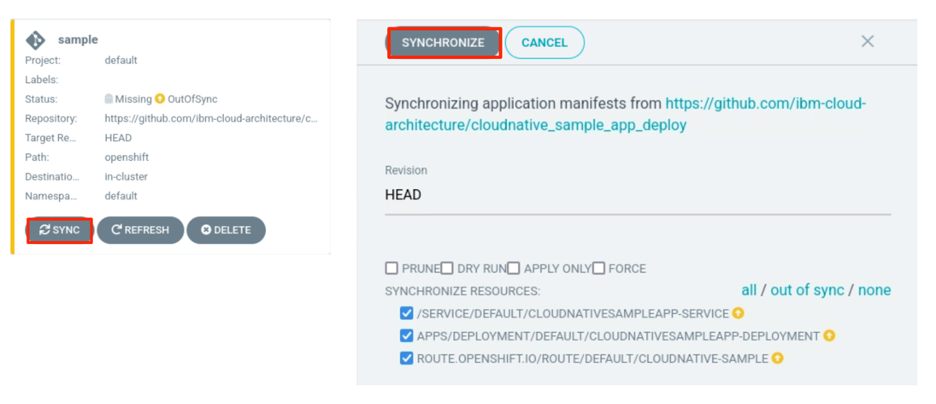 sample
Project: default
Labels:
Status: Missing OutOfSync
Repository: https://github.com/ibm-cloud-architecture/c...
Target Re... HEAD
Path: openshift
Destinatio... in-cluster
Namespa... default
SYNC REFRESH DELETE
SYNCHRONIZE CANCEL
Synchronizing application manifests from https://github.com/ibm-cloud-
architecture/cloudnative_sample_app_deploy
Revision
HEAD
PRUNE DRY RUN APPLY ONLY FORCE
SYNCHRONIZE RESOURCES: all / out of sync / none
/SERVICE/DEFAULT/CLOUDNATIVESAMPLEAPP-SERVICE
APPS/DEPLOYMENT/DEFAULT/CLOUDNATIVESAMPLEAPP-DEPLOYMENT
ROUTE.OPENSHIFT.IO/ROUTE/DEFAULT/CLOUDNATIVE-SAMPLE